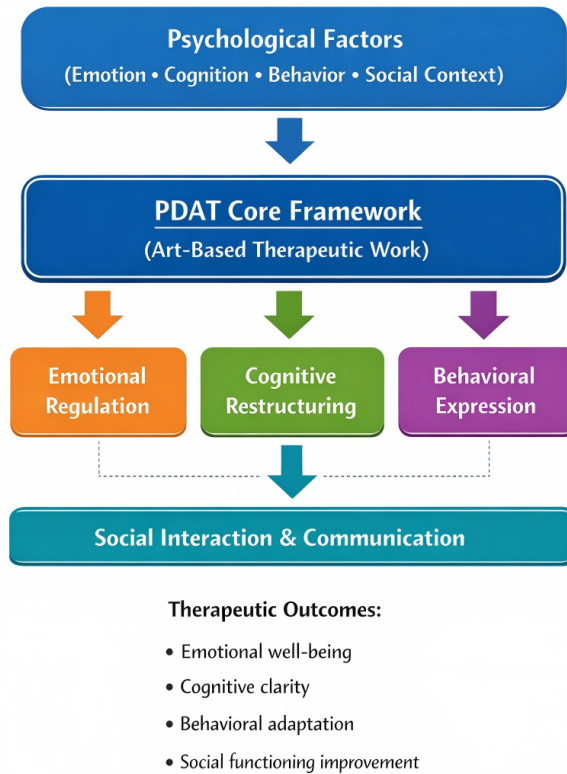 Psychological Factors
(Emotion • Cognition • Behavior • Social Context)
PDAT Core Framework
(Art-Based Therapeutic Work)
Emotional
Regulation
Cognitive
Restructuring
Behavioral
Expression
Social Interaction & Communication
Therapeutic Outcomes:
• Emotional well-being
• Cognitive clarity
• Behavioral adaptation
• Social functioning improvement